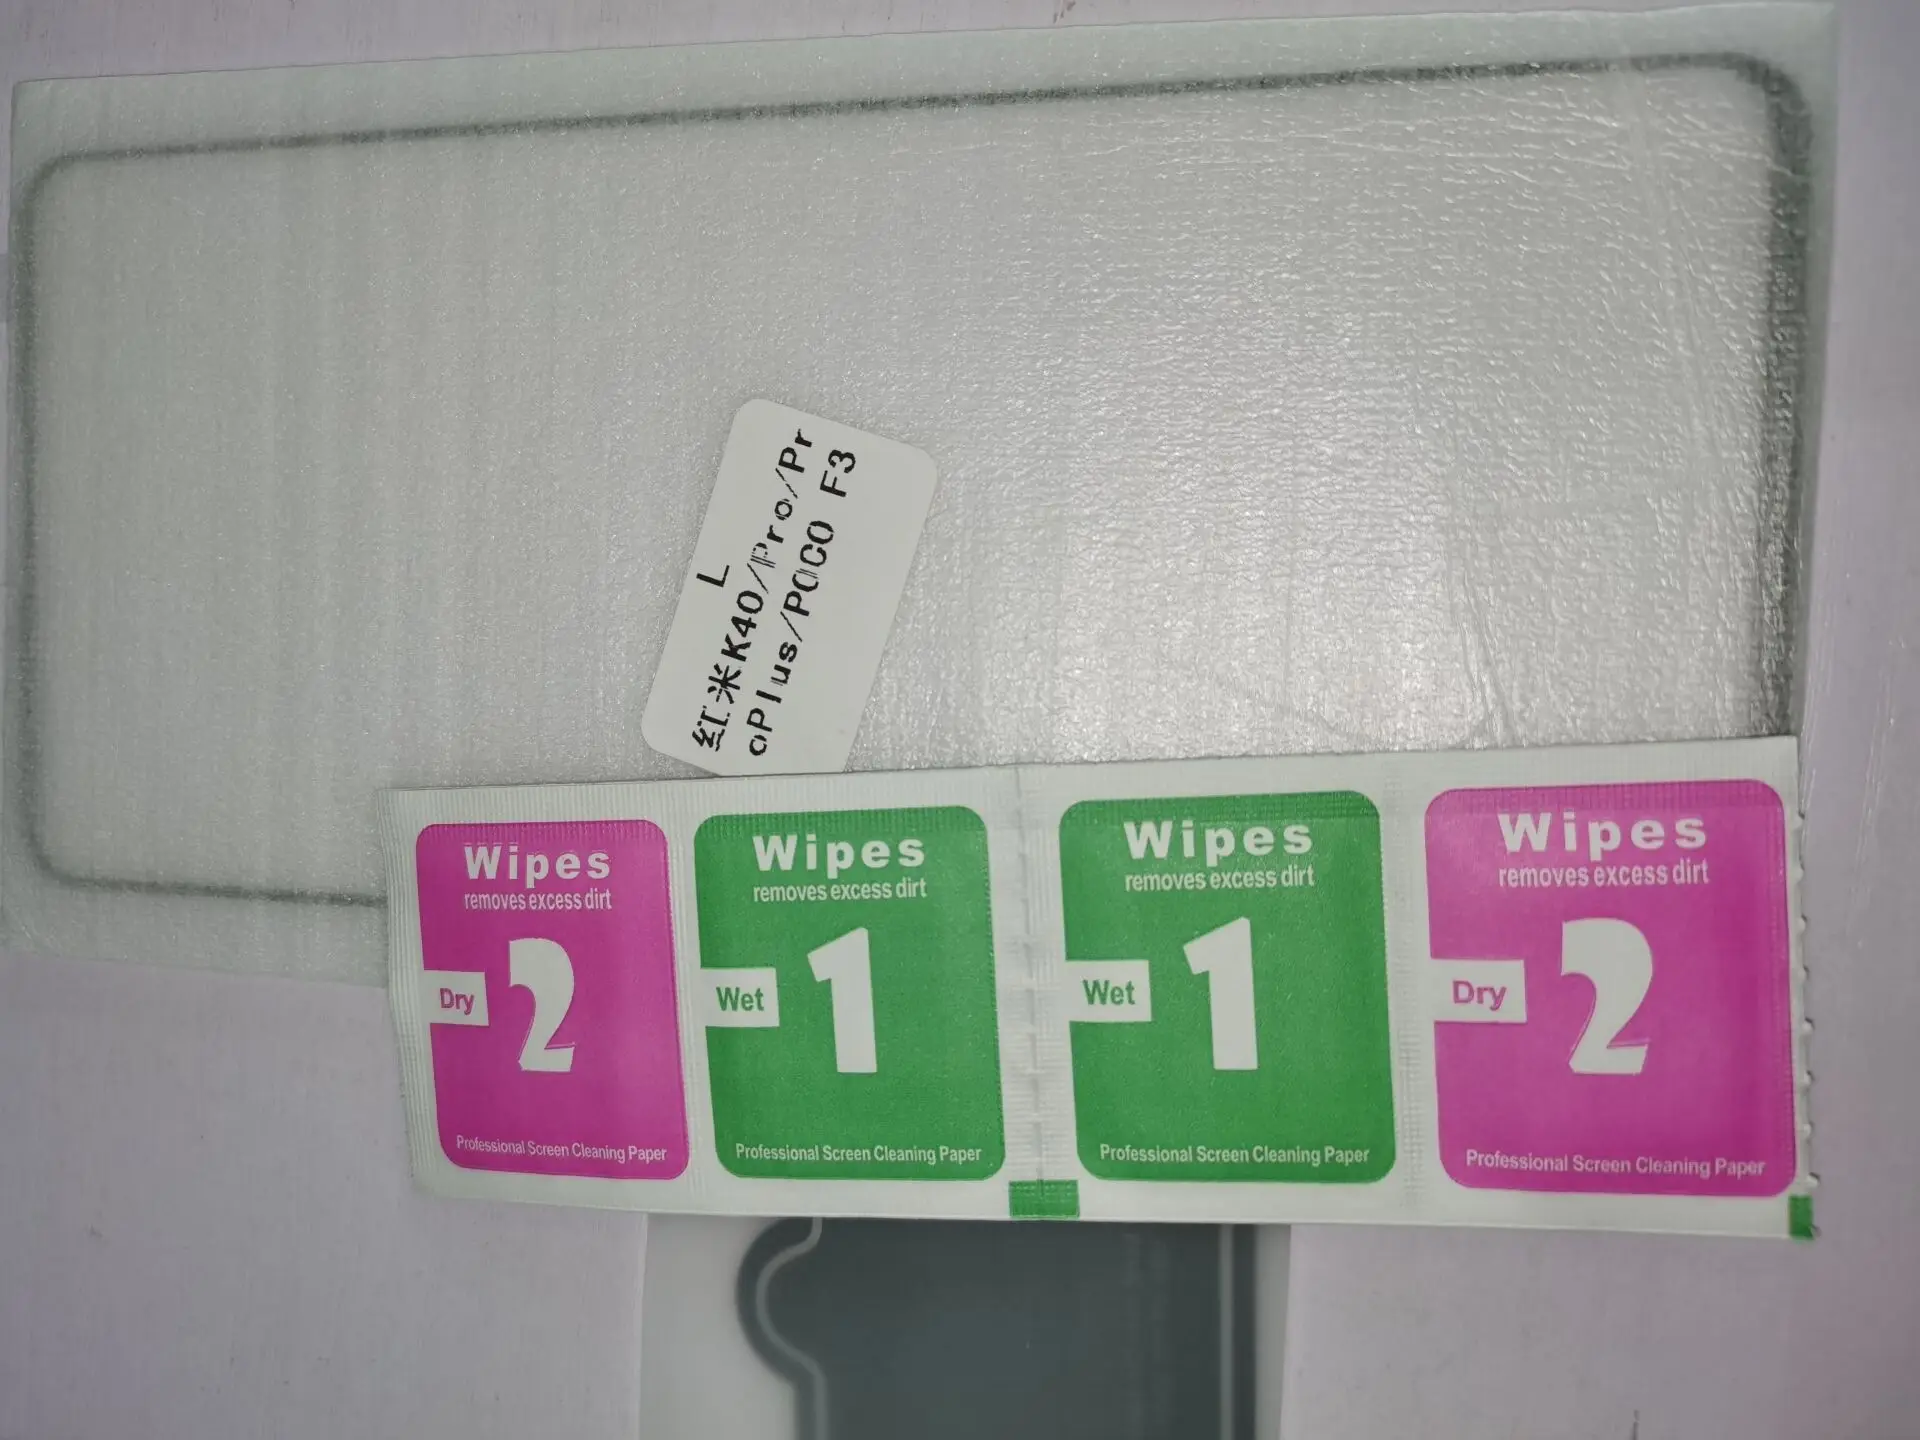 L
红米K40/Pro/Pr
oPlus/POCO F3
Wipes
removes excess dirt
Dry
2
Professional Screen Cleaning Paper
Wipes
removes excess dirt
Wet
1
Professional Screen Cleaning Paper
Wipes
removes excess dirt
Wet
1
Professional Screen Cleaning Paper
Wipes
removes excess dirt
Dry
2
Professional Screen Cleaning Paper